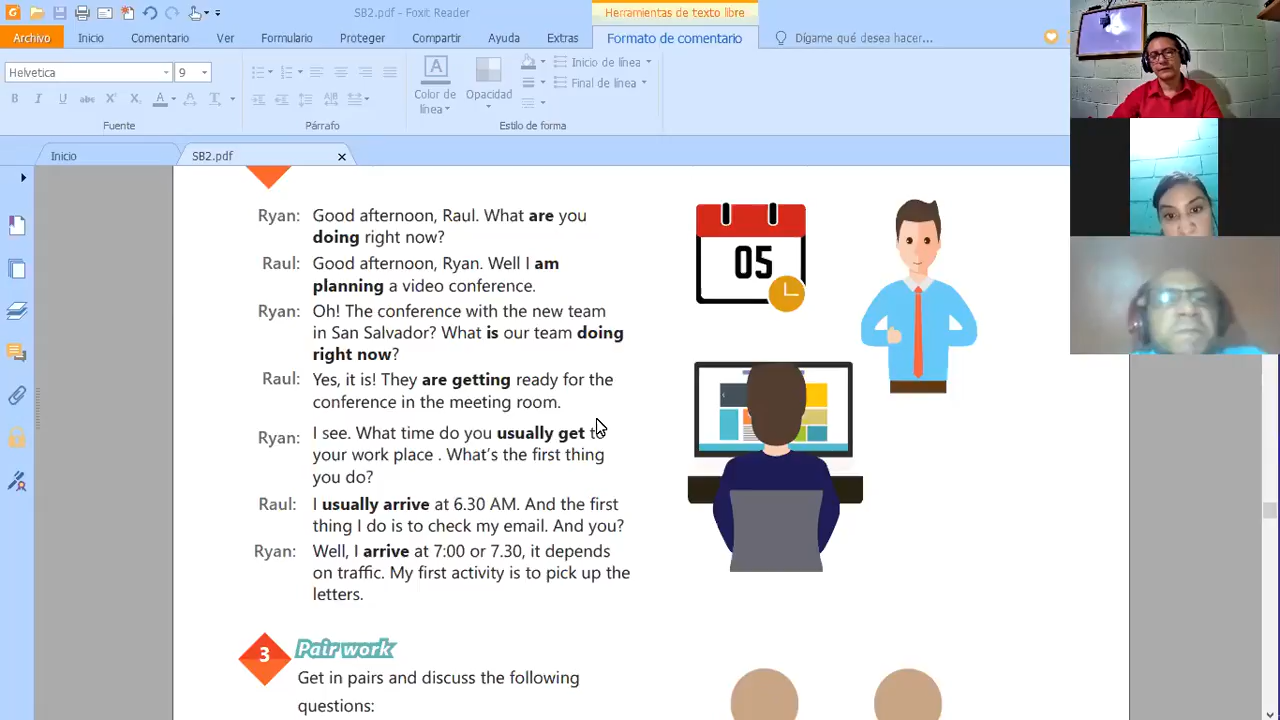 SB2.pdf - Foxit Reader
Herramientas de texto libre
Archivo
Inicio
Comentario
Ver
Formulario
Proteger
Compartir
Ayuda
Extras
Formato de comentario
Dígame qué desea hacer...
Helvetica
9
Color de línea
Opacidad
Inicio de línea
Final de línea
Fuente
Párrafo
Estilo de forma
Inicio
SB2.pdf
Ryan: Good afternoon, Raul. What are you
doing right now?
Raul: Good afternoon, Ryan. Well I am
planning a video conference.
Ryan: Oh! The conference with the new team
in San Salvador? What is our team doing
right now?
Raul: Yes, it is! They are getting ready for the
conference in the meeting room.
Ryan: I see. What time do you usually get to
your work place . What's the first thing
you do?
Raul: I usually arrive at 6.30 AM. And the first
thing I do is to check my email. And you?
Ryan: Well, I arrive at 7:00 or 7.30, it depends
on traffic. My first activity is to pick up the
letters.
05
3 Pair work
Get in pairs and discuss the following
questions: